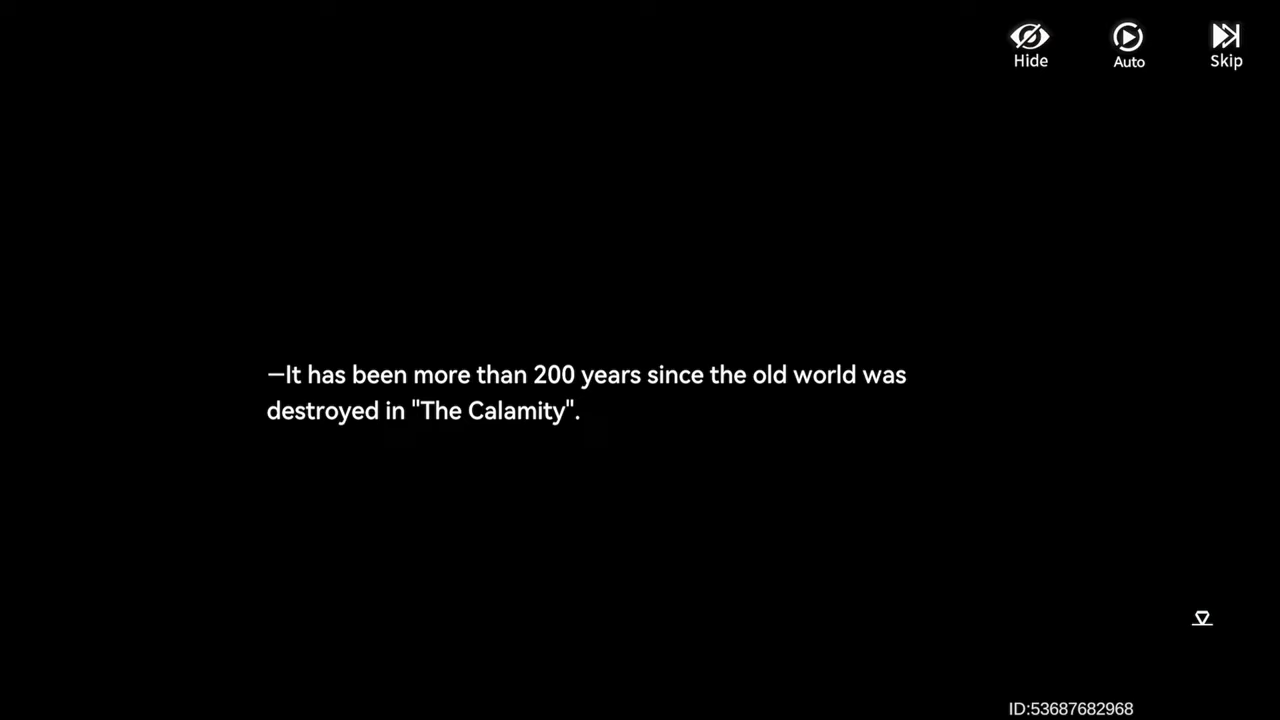 Hide
Auto
Skip
—It has been more than 200 years since the old world was
destroyed in "The Calamity".
ID:53687682968